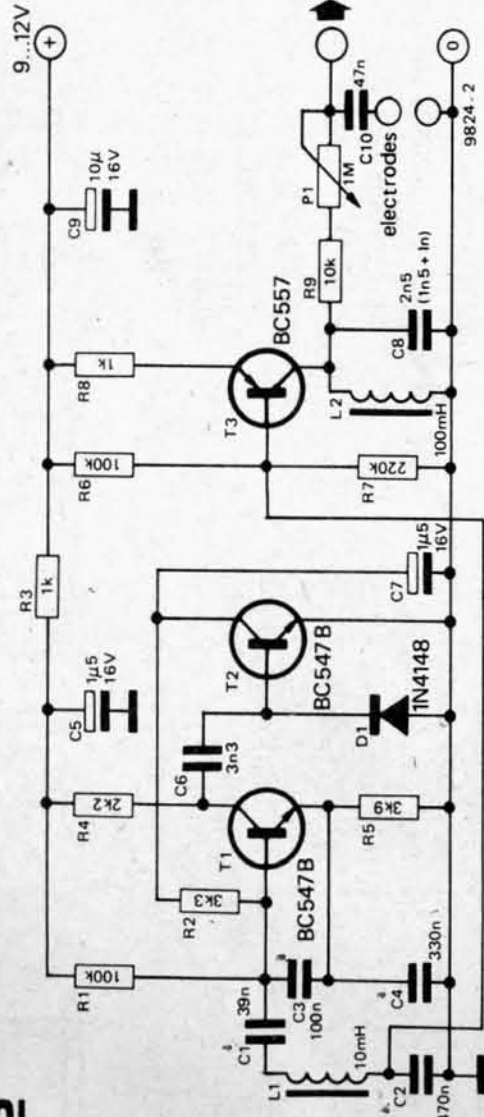 9...12V
+
R3
1k
C9
10µ
16V
C5
1µ5
16V
R1
100k
R4
2k2
R6
100k
R8
1k
R2
3k3
C6
3n3
T1
BC547B
T2
BC547B
T3
BC557
C1
39n
C3
100n
L1
10mH
C2
470n
C4
330n
R5
3k9
D1
1N4148
C7
1µ5
16V
R7
220k
L2
100mH
C8
2n5
(1n5 + 1n)
R9
10k
P1
1M
C10
47n
electrodes
0
9824-2